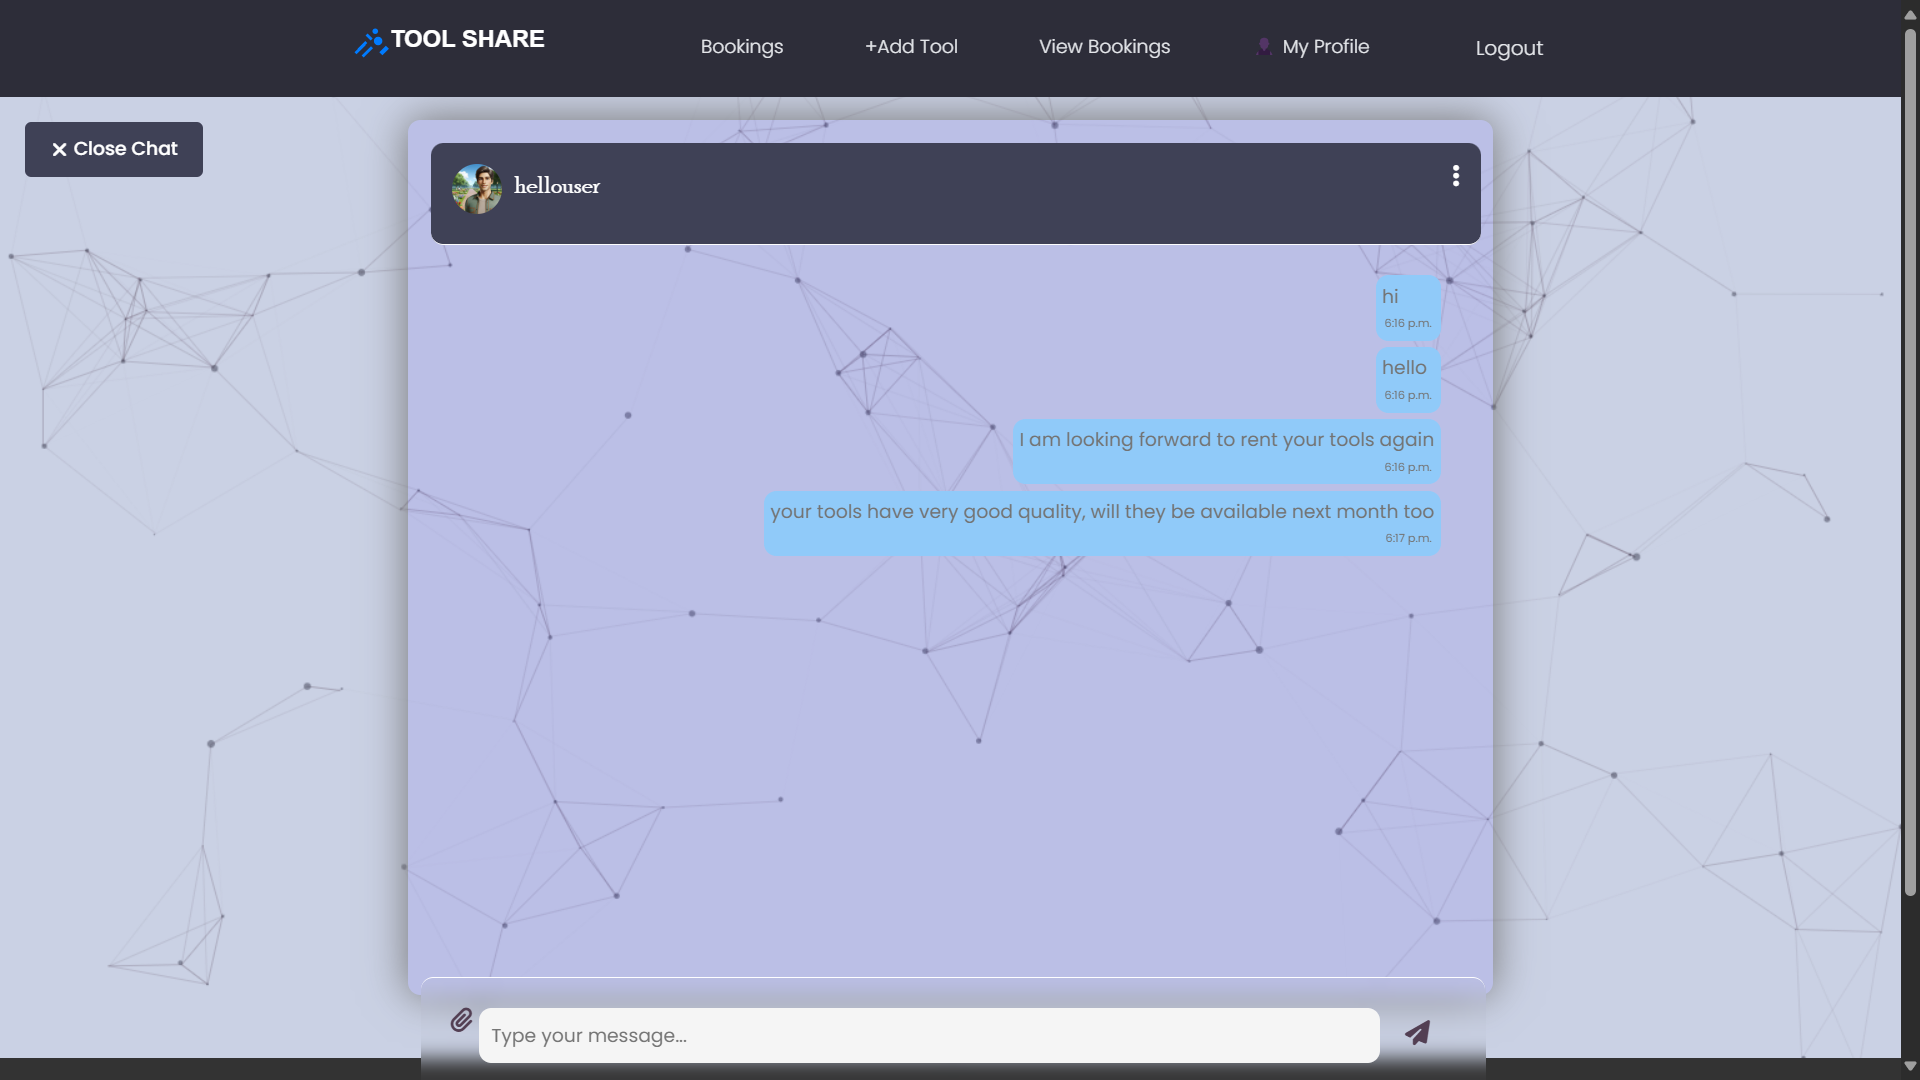 TOOL SHARE
Bookings
+Add Tool
View Bookings
My Profile
Logout
Close Chat
hellouser
hi
6:16 p.m.
hello
6:16 p.m.
I am looking forward to rent your tools again
6:16 p.m.
your tools have very good quality, will they be available next month too
6:17 p.m.
Type your message...